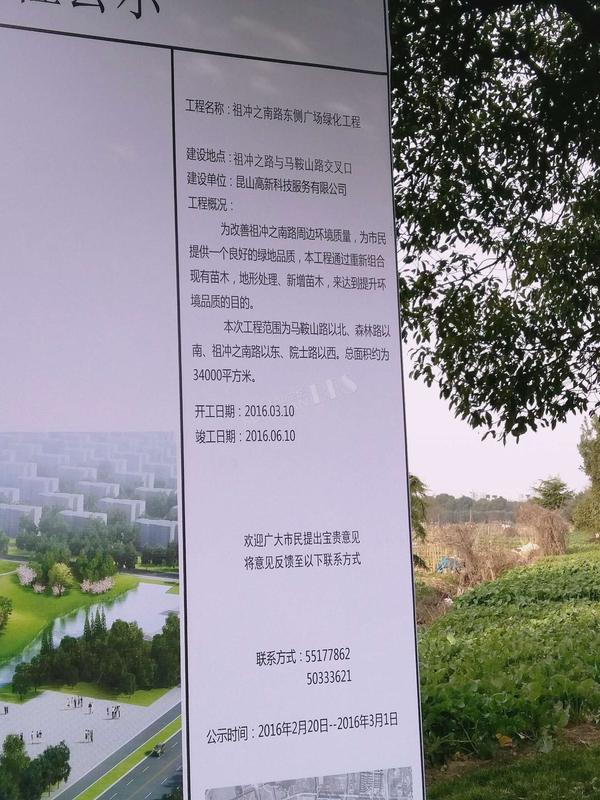 公示
工程名称：祖冲之南路东侧广场绿化工程
建设地点：祖冲之路与马鞍山路交叉口
建设单位：昆山高新科技服务有限公司
工程概况：
为改善祖冲之南路周边环境质量，为市民
提供一个良好的绿地品质，本工程通过重新组合
现有苗木，地形处理、新增苗木，来达到提升环
境品质的目的。
本次工程范围为马鞍山路以北、森林路以
南、祖冲之南路以东、院士路以西。总面积约为
34000平方米。
开工日期：2016.03.10
竣工日期：2016.06.10
欢迎广大市民提出宝贵意见
将意见反馈至以下联系方式
联系方式：55177862
50333621
公示时间：2016年2月20日--2016年3月1日